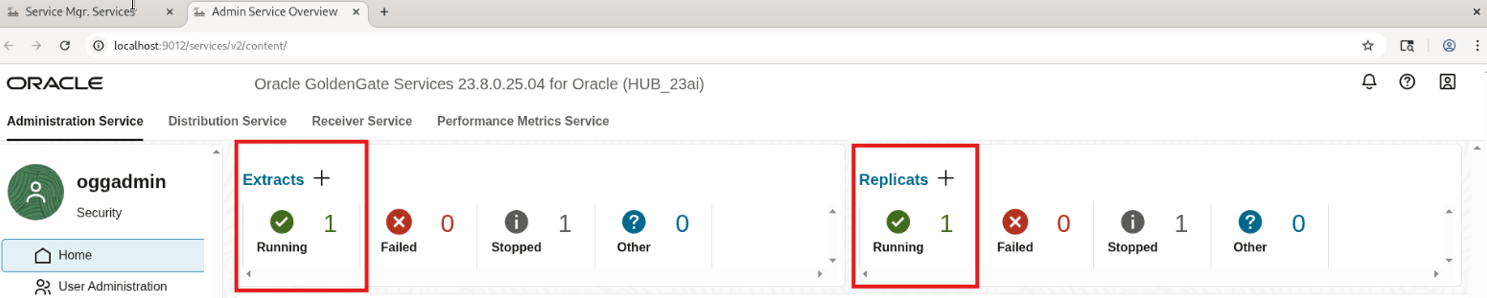 Service Mgr. Services × Admin Service Overview × + ×
localhost:9012/services/v2/content/
ORACLE Oracle GoldenGate Services 23.8.0.25.04 for Oracle (HUB_23ai)
Administration Service Distribution Service Receiver Service Performance Metrics Service
oggadmin
Security
Home
User Administration
Extracts +
1 0 1 0
Running Failed Stopped Other
Replicats +
1 0 1 0
Running Failed Stopped Other